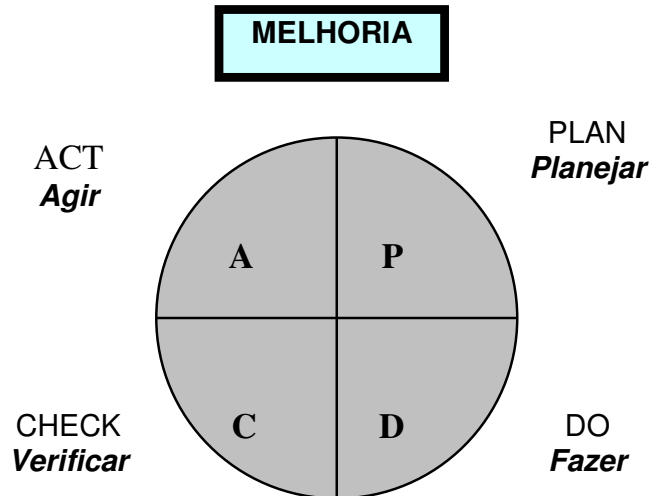 MELHORIA
ACT
Agir
PLAN
Planejar
A
P
C
D
CHECK
Verificar
DO
Fazer